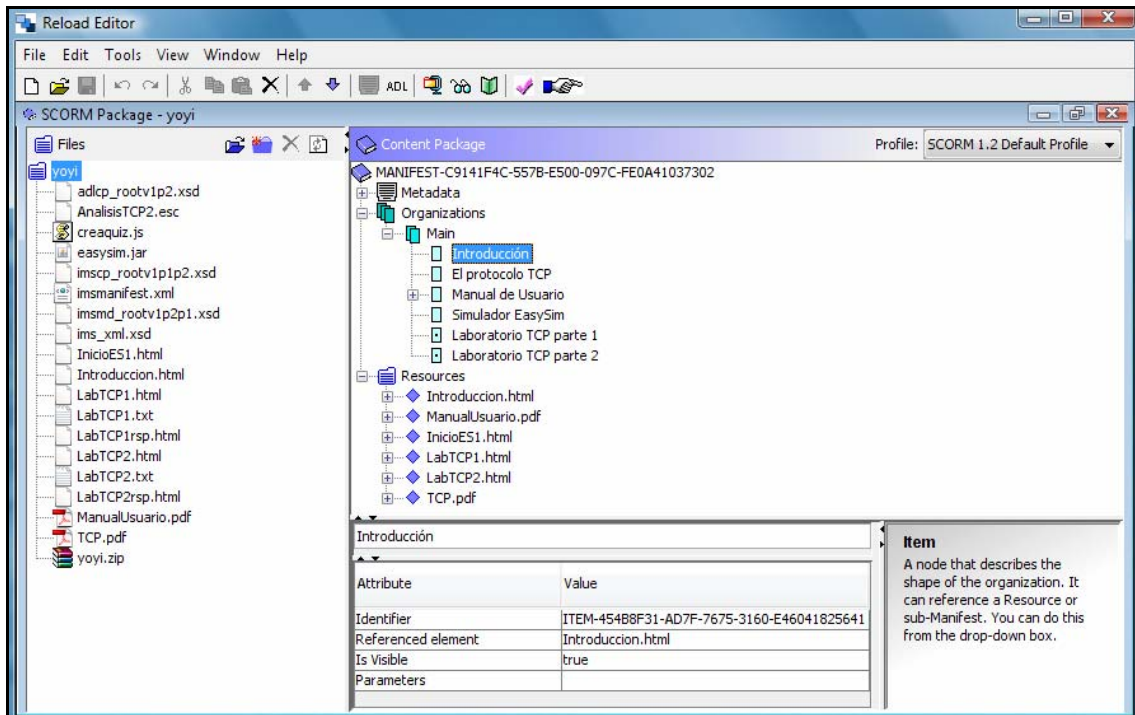 Reload Editor
File Edit Tools View Window Help
ADL
SCORM Package - yoyi
Files
yoyi
adlcp_rootv1p2.xsd
AnalisisTCP2.esc
creaquiz.js
easysim.jar
imscp_rootv1p1p2.xsd
imsmanifest.xml
imsmd_rootv1p2p1.xsd
ims_xml.xsd
InicioES1.html
Introduccion.html
LabTCP1.html
LabTCP1.txt
LabTCP1rsp.html
LabTCP2.html
LabTCP2.txt
LabTCP2rsp.html
ManualUsuario.pdf
TCP.pdf
yoyi.zip
Content Package
Profile: SCORM 1.2 Default Profile
MANIFEST-C9141F4C-557B-E500-097C-FE0A41037302
Metadata
Organizations
Main
Introducción
El protocolo TCP
Manual de Usuario
Simulador EasySim
Laboratorio TCP parte 1
Laboratorio TCP parte 2
Resources
Introduccion.html
ManualUsuario.pdf
InicioES1.html
LabTCP1.html
LabTCP2.html
TCP.pdf
Introducción
Attribute Value
Identifier ITEM-454B8F31-AD7F-7675-3160-E46041825641
Referenced element Introduccion.html
Is Visible true
Parameters
Item
A node that describes the
shape of the organization. It
can reference a Resource or
sub-Manifest. You can do this
from the drop-down box.